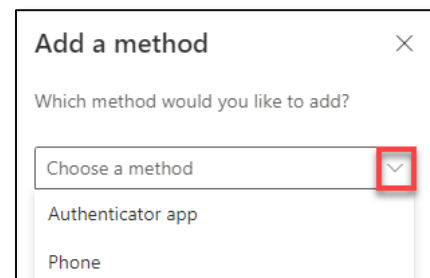 Add a method
Which method would you like to add?
Choose a method
Authenticator app
Phone